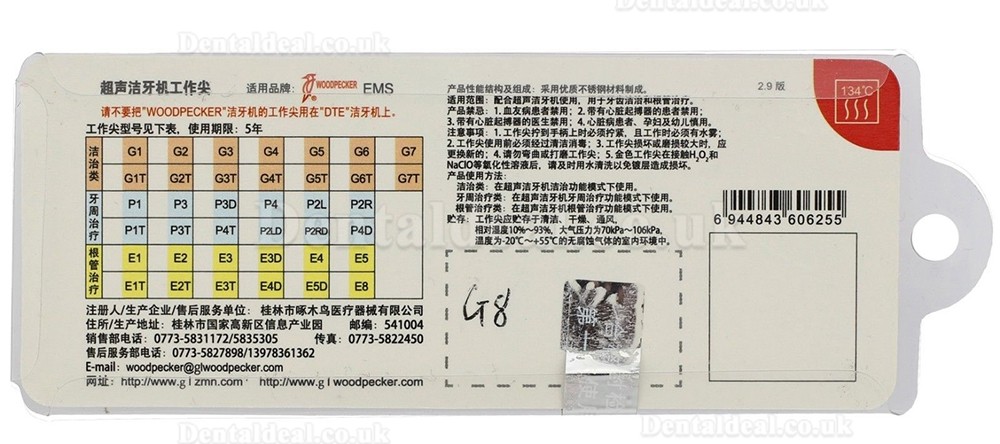 Dentaldeal.co.uk
Dentaldeal.co.uk
超声洁牙机工作尖 适用品牌: WOODPECKER ® EMS
请不要把"WOODPECKER"洁牙机的工作尖用在"DTE"洁牙机上。
工作尖型号见下表，使用期限：5年
洁治类 G1 G2 G3 G4 G5 G6 G7
G1T G2T G3T G4T G5T G6T G7T
牙周治疗 P1 P3 P3D P4 P2L P2R
P1T P3T P4T P2LD P2RD P4D
根管治疗 E1 E2 E3 E3D E4 E5
E1T E2T E3T E4D E5D E8
注册人/生产企业/售后服务单位：桂林市啄木鸟医疗器械有限公司
住所/生产地址：桂林市国家高新区信息产业园 邮编：541004
销售部电话：0773-5831172/5835305 传真：0773-5822450
售后服务部电话：0773-5827898/13978361362
E-mail：woodpecker@glwoodpecker.com
网址：http://www.glzmn.com http://www.glwoodpecker.com
产品性能结构及组成：采用优质不锈钢材料制成。
适用范围：配合超声洁牙机使用，用于牙齿洁治和根管治疗。
产品禁忌：1.血友病患者禁用；2.带有心脏起搏器的患者禁用；
3.带有心脏起搏器的医生禁用；4.心脏病患者、孕妇及幼儿慎用。
注意事项：1.工作尖拧到手柄上时必须拧紧，且工作时必须有水雾；
2.工作尖使用前必须经过清洁消毒；3.工作尖损坏或磨损较大时，应
更换新的；4.请勿弯曲或打磨工作尖；5.金色工作尖在接触H₂O₂和
NaClO等氧化性溶液后，请及时用水清洗以免镀层造成损坏。
产品使用方法：
洁治类：在超声洁牙机洁治功能模式下使用。
牙周治疗类：在超声洁牙机牙周治疗功能模式下使用。
根管治疗类：在超声洁牙机根管治疗功能模式下使用。
贮存：工作尖应贮存于清洁、干燥、通风，
相对湿度10%~93%，大气压力为70kPa~106kPa，
温度为-20℃~+55℃的无腐蚀气体的室内环境中。
2.9 版
134℃
6 944843 606255
G8
Dentaldeal.co.uk
Dentaldeal.co.uk
Dentaldeal.co.uk